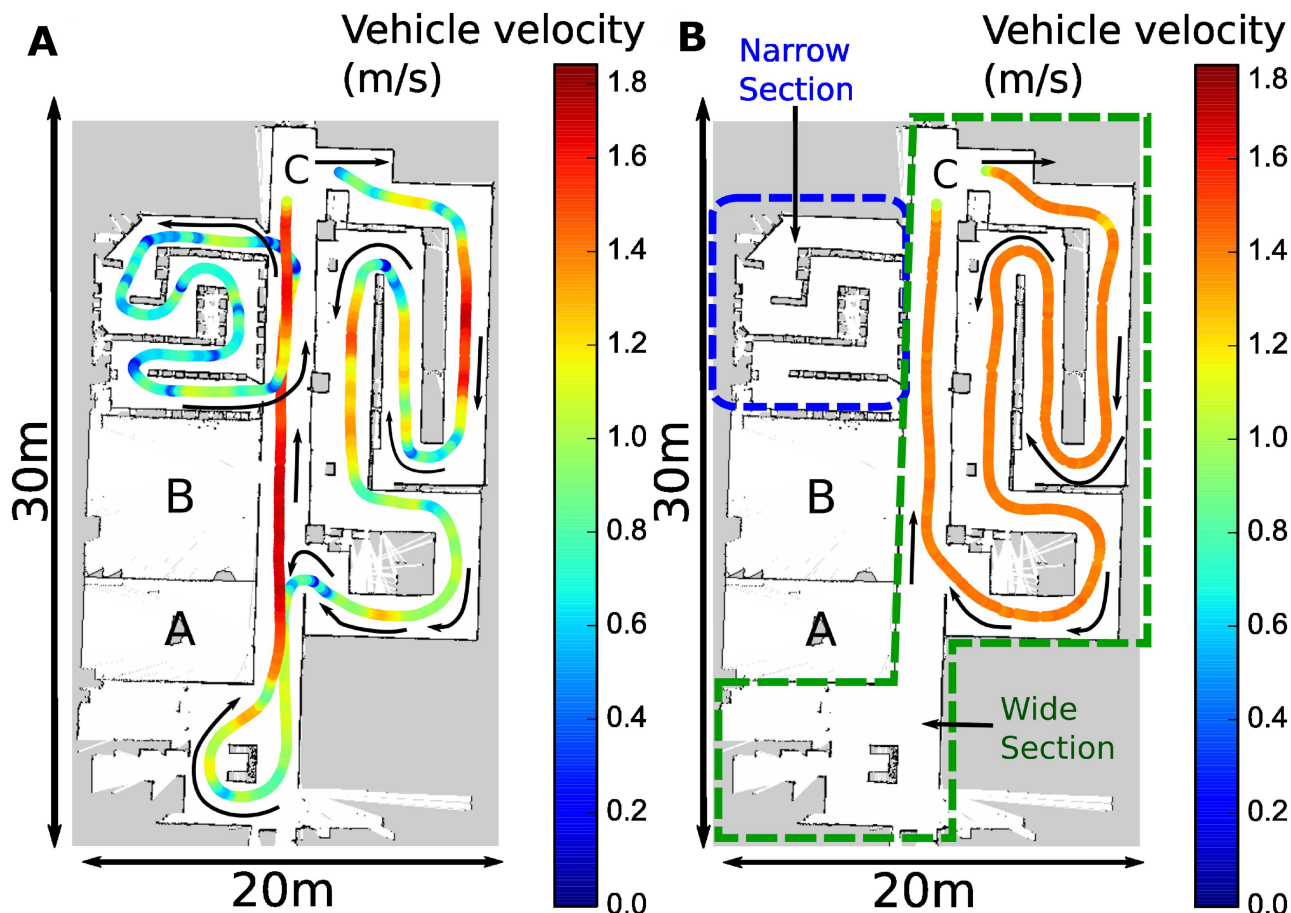 A
Vehicle velocity
(m/s)
1.8
1.6
1.4
1.2
1.0
0.8
0.6
0.4
0.2
0.0
C
B
A
30m
20m
B
Vehicle velocity
(m/s)
Narrow
Section
1.8
1.6
1.4
1.2
1.0
0.8
0.6
0.4
0.2
0.0
C
B
A
Wide
Section
30m
20m